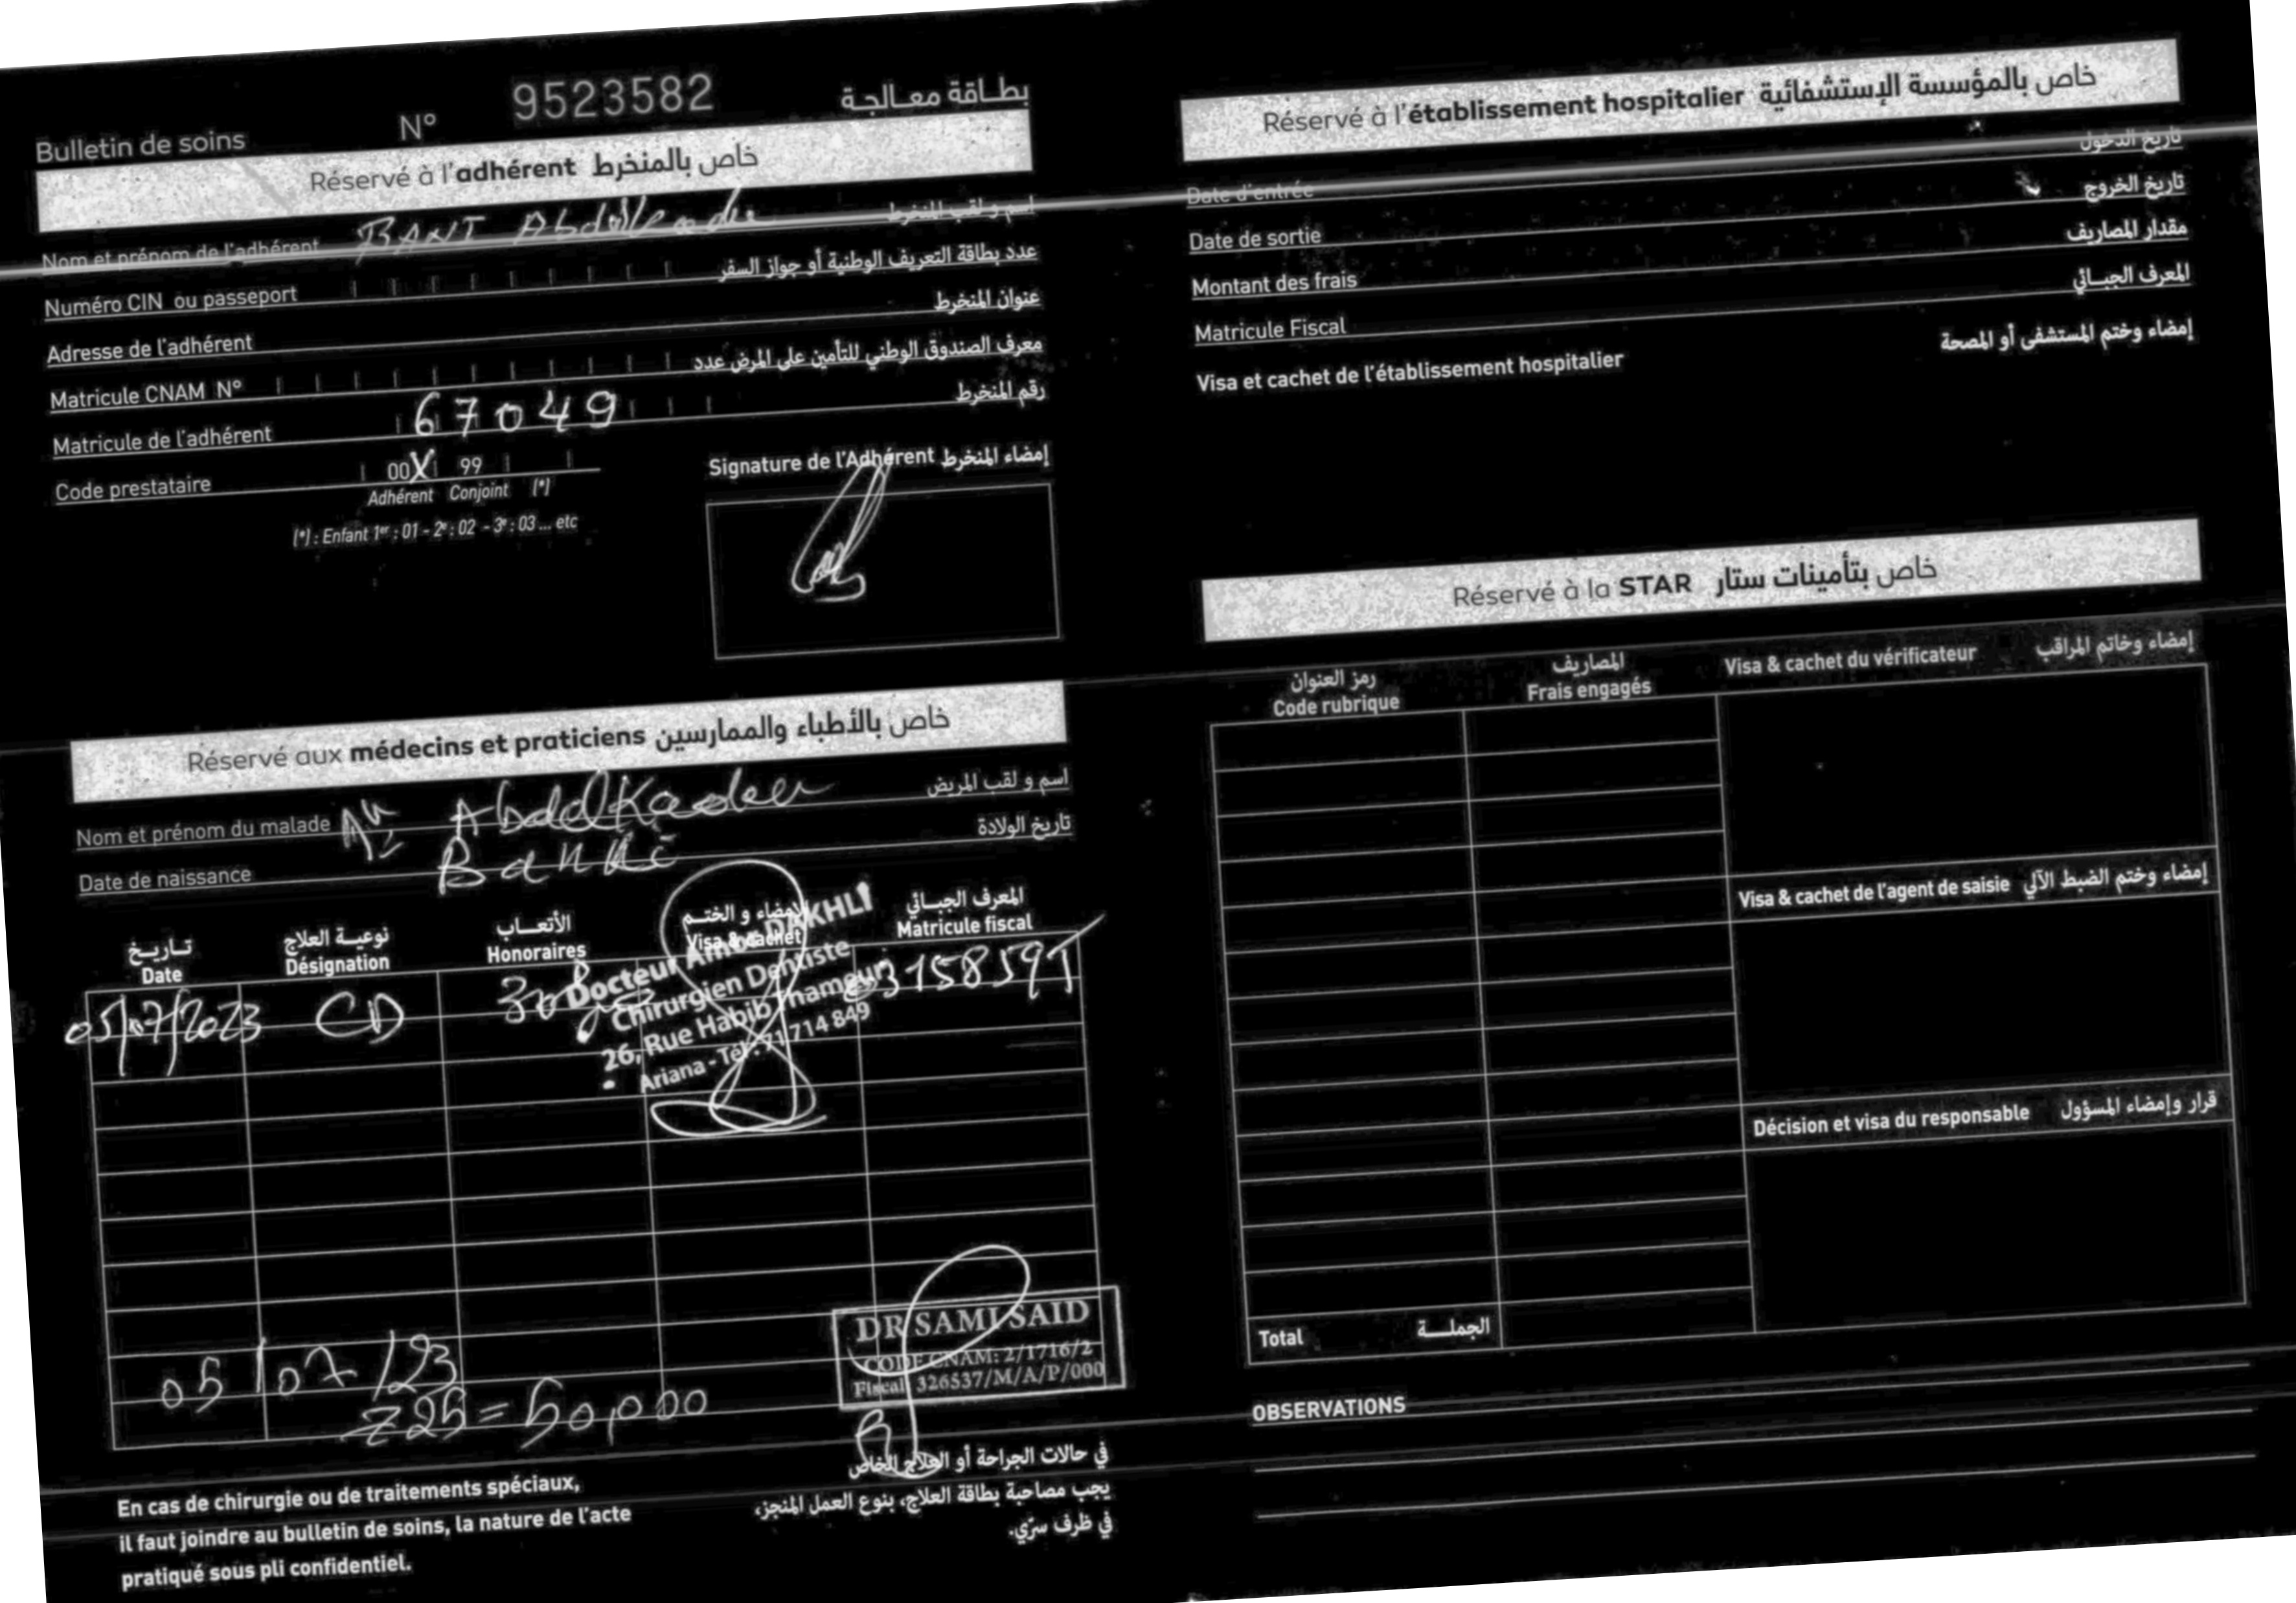 Bulletin de soins N° 9523582 بطاقة معالجة
Réservé à l'adhérent خاص بالمنخرط
Nom et prénom de l'adhérent BANI Abdelkader اسم و لقب المنخرط
Numéro CIN ou passeport عدد بطاقة التعريف الوطنية أو جواز السفر
Adresse de l'adhérent عنوان المنخرط
Matricule CNAM N° معرف الصندوق الوطني للتأمين على المرض عدد
Matricule de l'adhérent 67049 رقم المنخرط
Code prestataire 00 X 99
Adhérent Conjoint (*)
(*) : Enfant 1er : 01 - 2e : 02 - 3e : 03 ... etc
Signature de l'Adhérent إمضاء المنخرط
Réservé aux médecins et praticiens خاص بالأطباء والممارسين
Nom et prénom du malade Abdelkader اسم و لقب المريض
Date de naissance تاريخ الولادة
تاريخ نوعية العلاج الأتعاب الإمضاء و الختم المعرف الجبائي
Date Désignation Honoraires Visa & cachet Matricule fiscal
05/07/2023 CD
Docteur DAKHLI
Chirurgien Dentiste
26, Rue Habib Thameur
Ariana - Tél : 71 714 849
05/07/23
Z25 = 50,000
DR SAMI SAID
CODE CNAM: 2/1716/2
Fiscal 326537/M/A/P/000
En cas de chirurgie ou de traitements spéciaux,
il faut joindre au bulletin de soins, la nature de l'acte
pratiqué sous pli confidentiel.
في حالات الجراحة أو العلاج الخاص
يجب مصاحبة بطاقة العلاج، بنوع العمل المنجز،
في ظرف سرّي.
Réservé à l'établissement hospitalier خاص بالمؤسسة الإستشفائية
Date d'entrée تاريخ الدخول
Date de sortie تاريخ الخروج
Montant des frais مقدار المصاريف
Matricule Fiscal المعرف الجبائي
Visa et cachet de l'établissement hospitalier إمضاء وختم المستشفى أو المصحة
Réservé à la STAR خاص بتأمينات ستار
رمز العنوان المصاريف
Code rubrique Frais engagés
Visa & cachet du vérificateur إمضاء وخاتم المراقب
Visa & cachet de l'agent de saisie إمضاء وختم الضبط الآلي
Décision et visa du responsable قرار وإمضاء المسؤول
Total الجملة
OBSERVATIONS